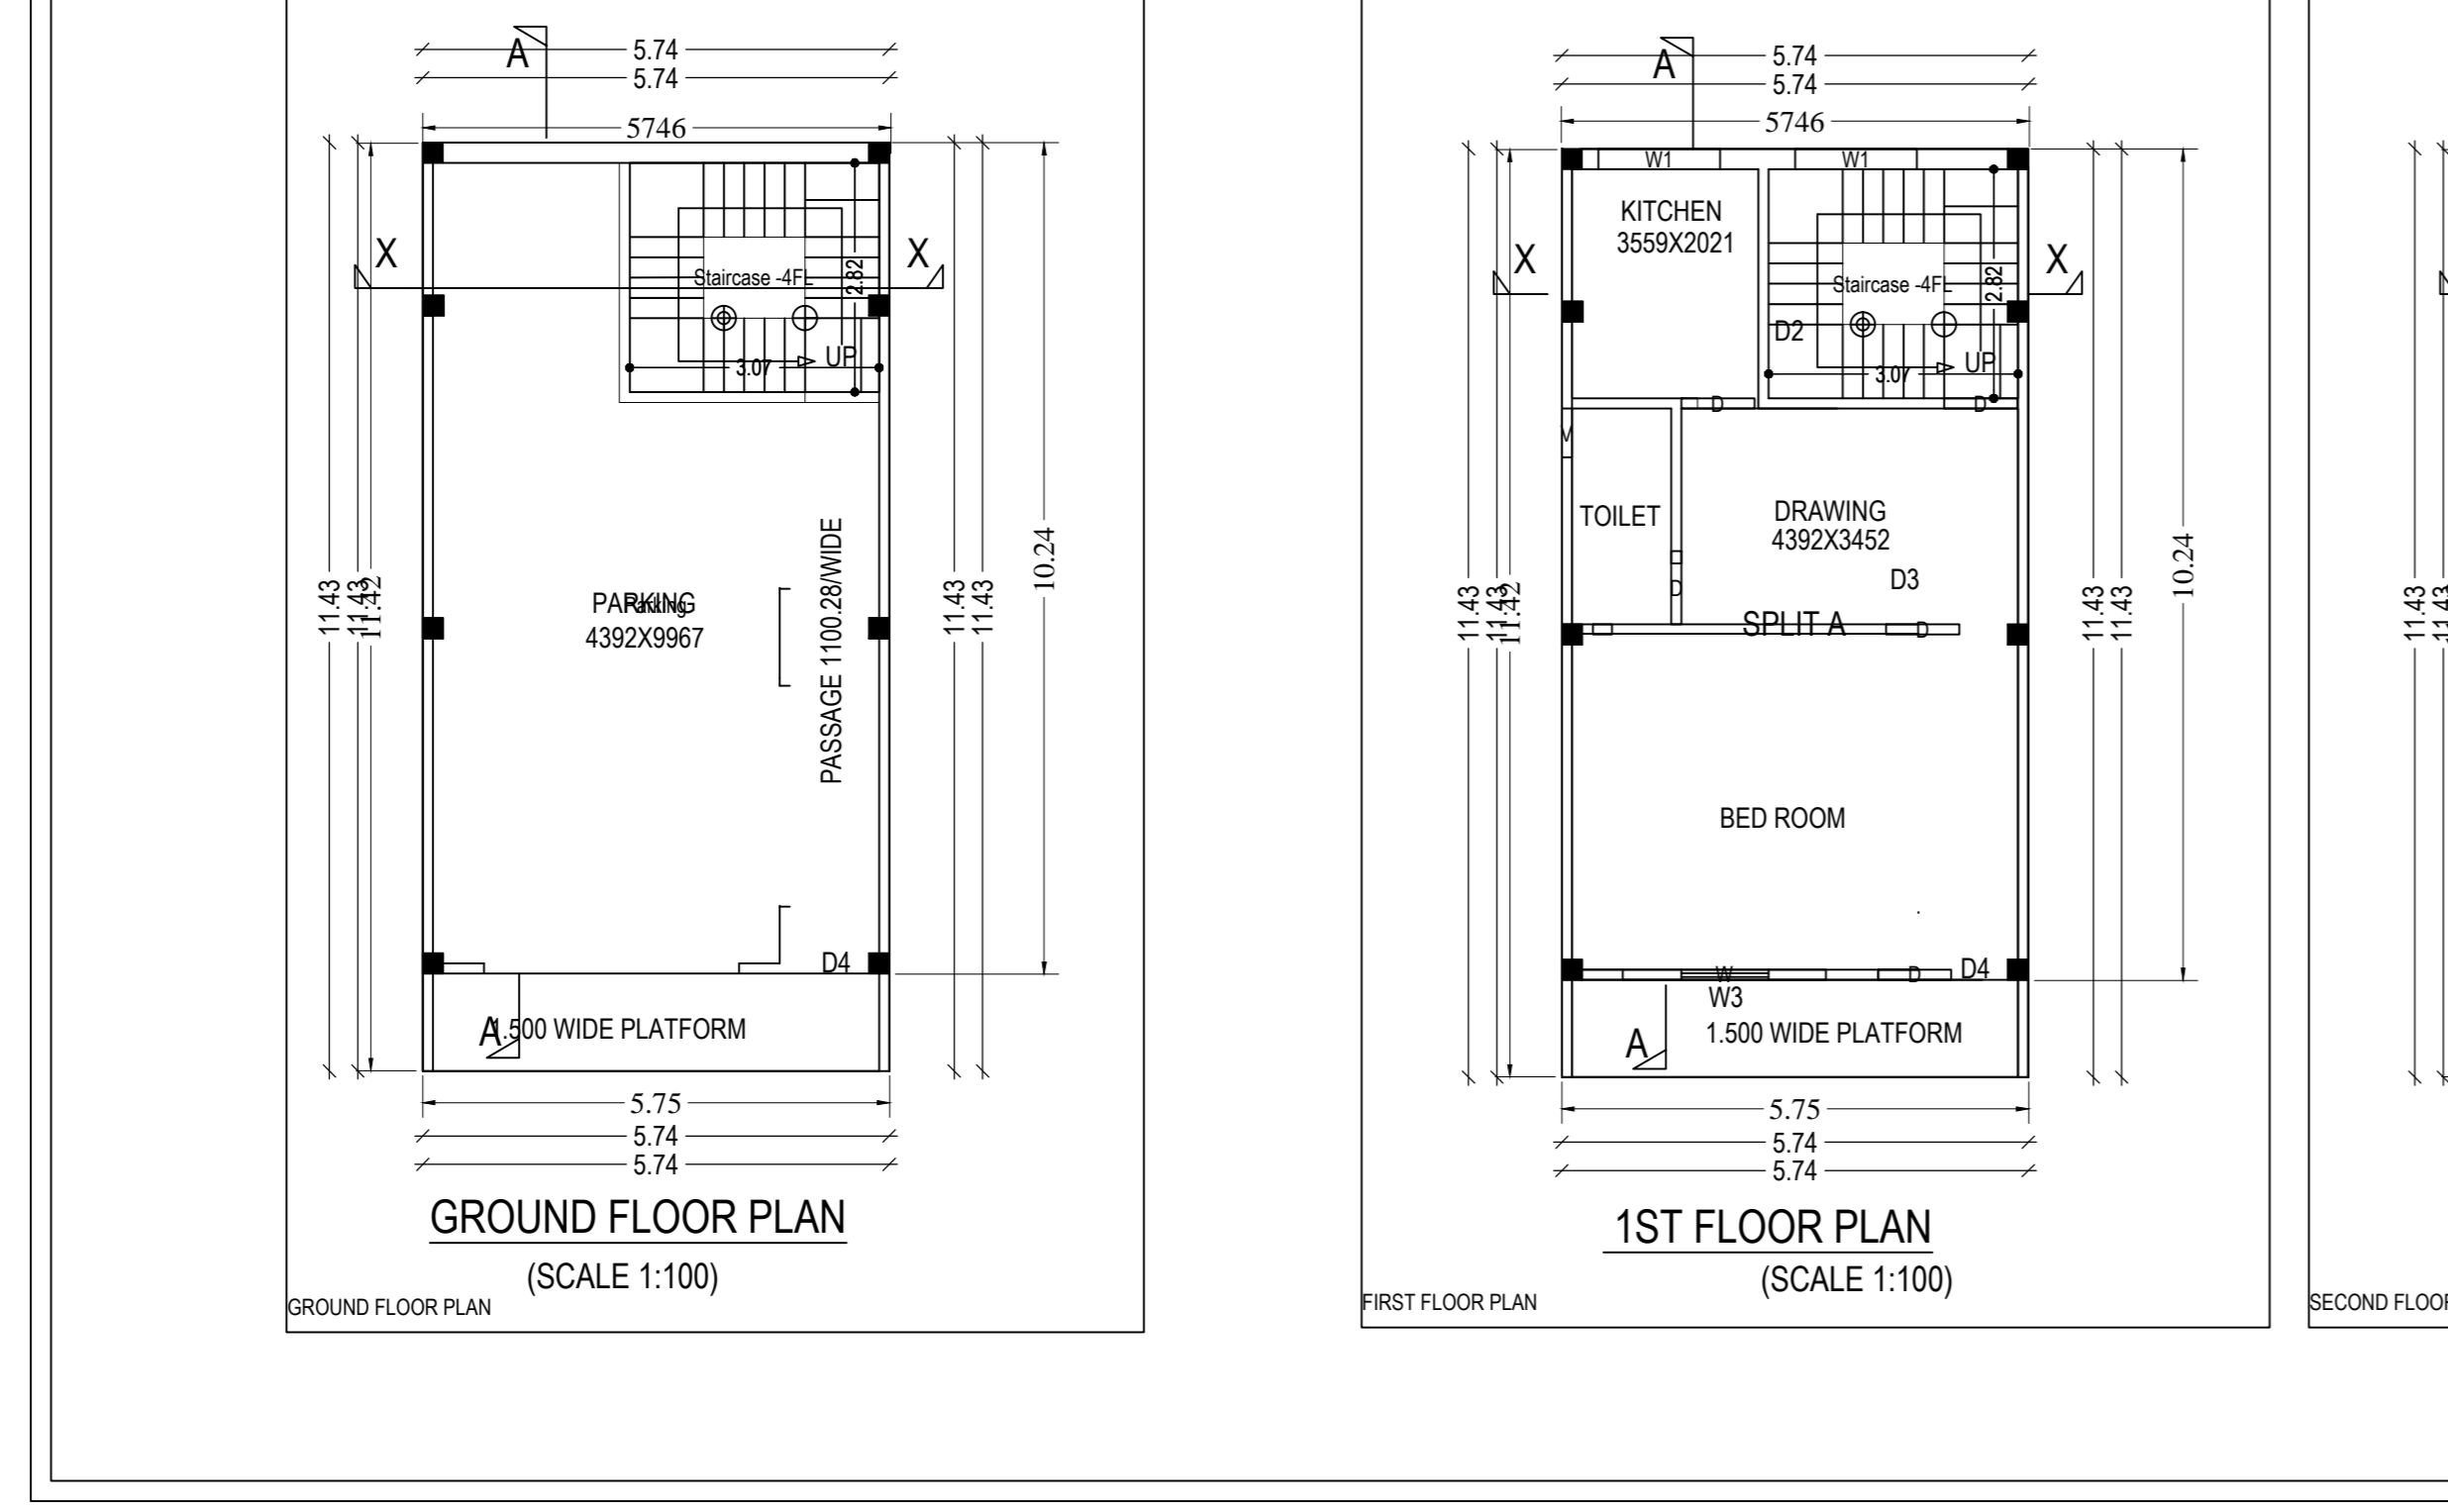 A
5.74
5.74
5746
X
X
Staircase -4FL
2.82
UP
3.07
11.43
11.43
11.42
PARKING
Parking
4392X9967
PASSAGE 1100.28/WIDE
11.43
11.43
10.24
D4
A
1.500 WIDE PLATFORM
5.75
5.74
5.74
GROUND FLOOR PLAN
(SCALE 1:100)
GROUND FLOOR PLAN
A
5.74
5.74
5746
W1
W1
KITCHEN
3559X2021
X
X
Staircase -4FL
2.82
D2
UP
3.07
D
D
V
TOILET
DRAWING
4392X3452
D3
D
SPLIT A
D
11.43
11.43
11.42
11.43
11.43
10.24
BED ROOM
W
D
D4
W3
A
1.500 WIDE PLATFORM
5.75
5.74
5.74
1ST FLOOR PLAN
(SCALE 1:100)
FIRST FLOOR PLAN
11.43
11.43
SECOND FLOOR